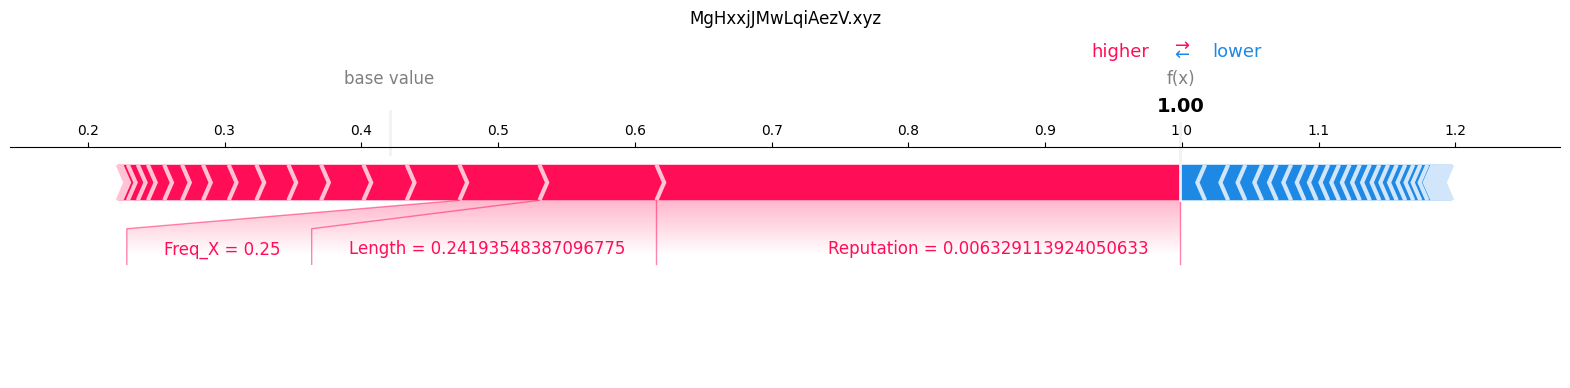 MgHxxjJMwLqiAezV.xyz
higher → ← lower
base value f(x)
1.00
0.2 0.3 0.4 0.5 0.6 0.7 0.8 0.9 1.0 1.1 1.2
Freq_X = 0.25 Length = 0.24193548387096775 Reputation = 0.006329113924050633